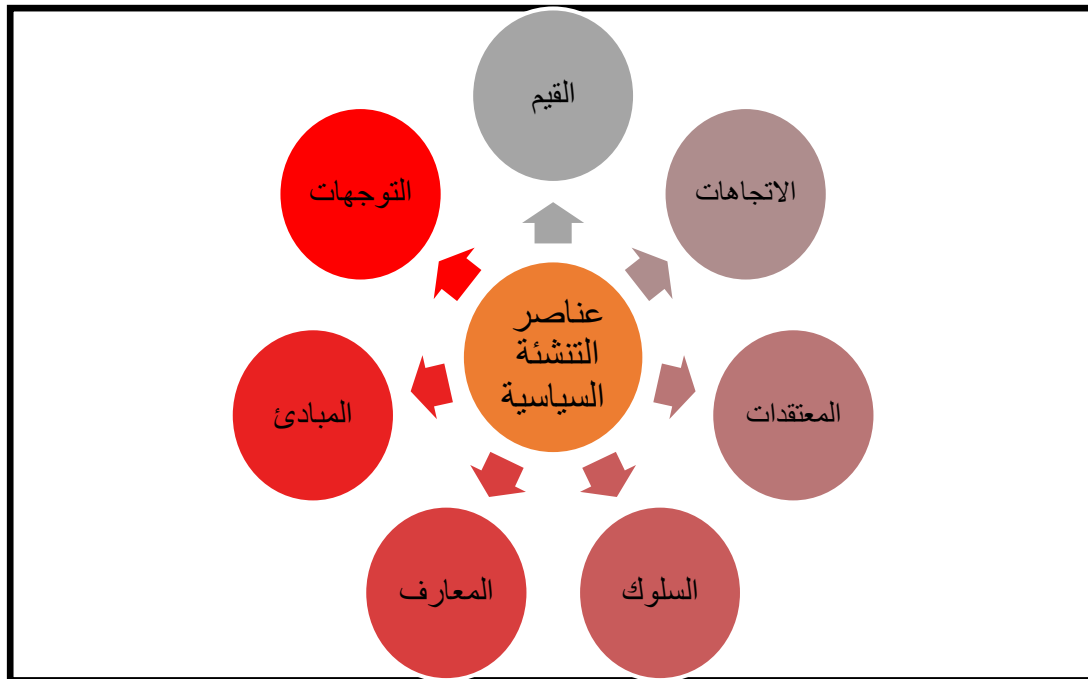 القيم
الاتجاهات
التوجهات
عناصر
التنشئة
السياسية
المعتقدات
المبادئ
السلوك
المعارف